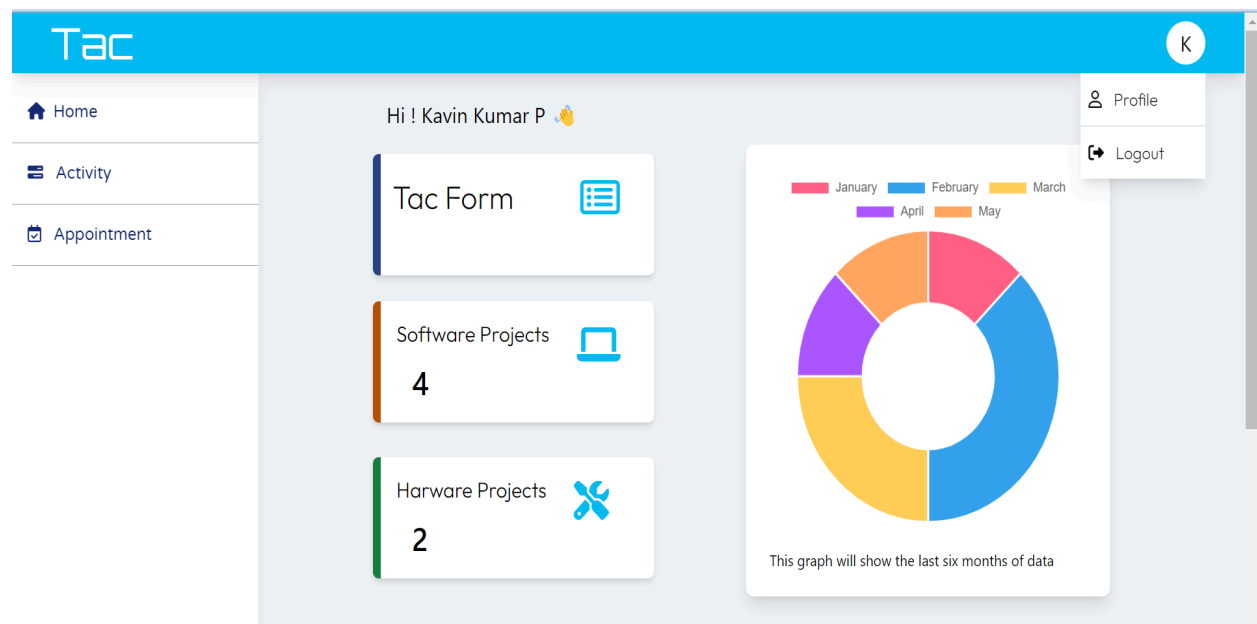 Tac
K
Profile
Logout
Home
Activity
Appointment
Hi ! Kavin Kumar P 👋
Tac Form
Software Projects
4
Harware Projects
2
January February March
April May
This graph will show the last six months of data